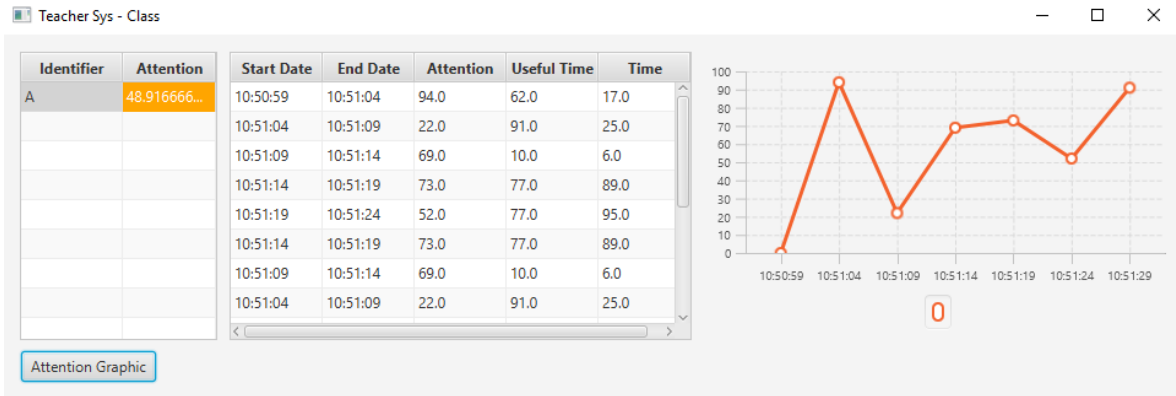 Teacher Sys - Class
Identifier Attention
A 48.916666...
Start Date End Date Attention Useful Time Time
10:50:59 10:51:04 94.0 62.0 17.0
10:51:04 10:51:09 22.0 91.0 25.0
10:51:09 10:51:14 69.0 10.0 6.0
10:51:14 10:51:19 73.0 77.0 89.0
10:51:19 10:51:24 52.0 77.0 95.0
10:51:14 10:51:19 73.0 77.0 89.0
10:51:09 10:51:14 69.0 10.0 6.0
10:51:04 10:51:09 22.0 91.0 25.0
100
90
80
70
60
50
40
30
20
10
0
10:50:59 10:51:04 10:51:09 10:51:14 10:51:19 10:51:24 10:51:29
Attention Graphic